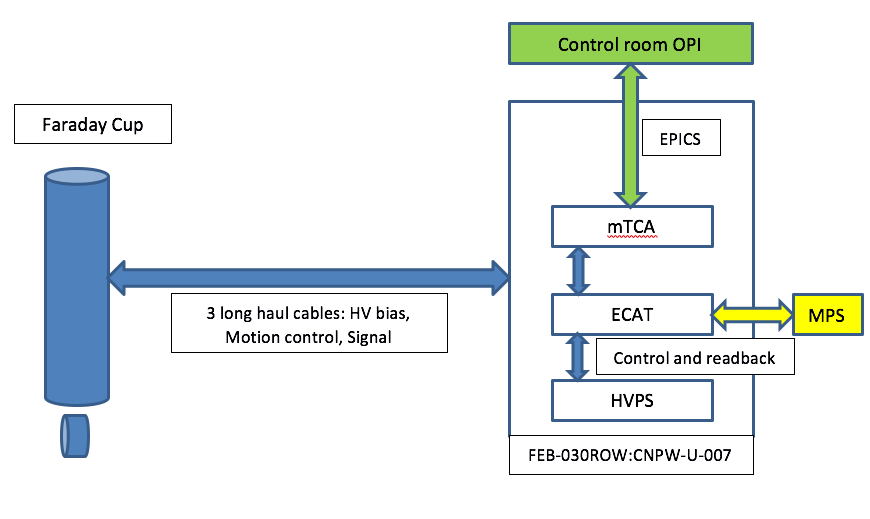 Control room OPI
Faraday Cup
EPICS
mTCA
3 long haul cables: HV bias,
Motion control, Signal
ECAT
MPS
Control and readback
HVPS
FEB-030ROW:CNPW-U-007